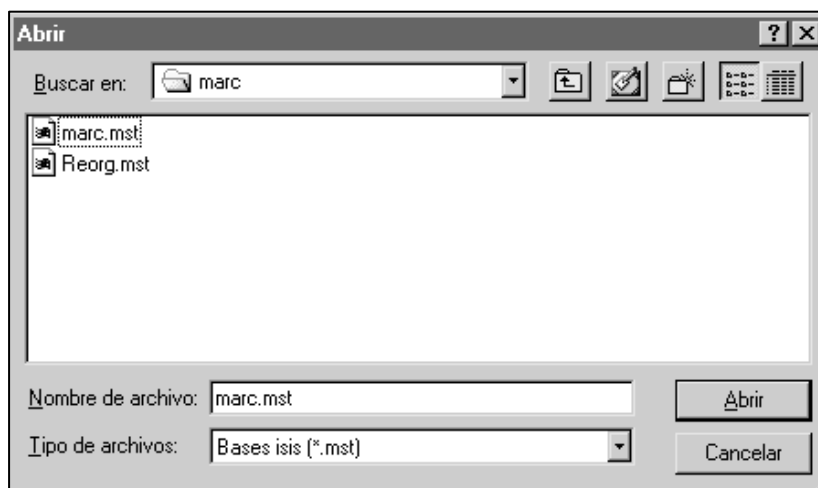 Abrir
Buscar en: marc
marc.mst
Reorg.mst
Nombre de archivo: marc.mst Abrir
Tipo de archivos: Bases isis (*.mst) Cancelar